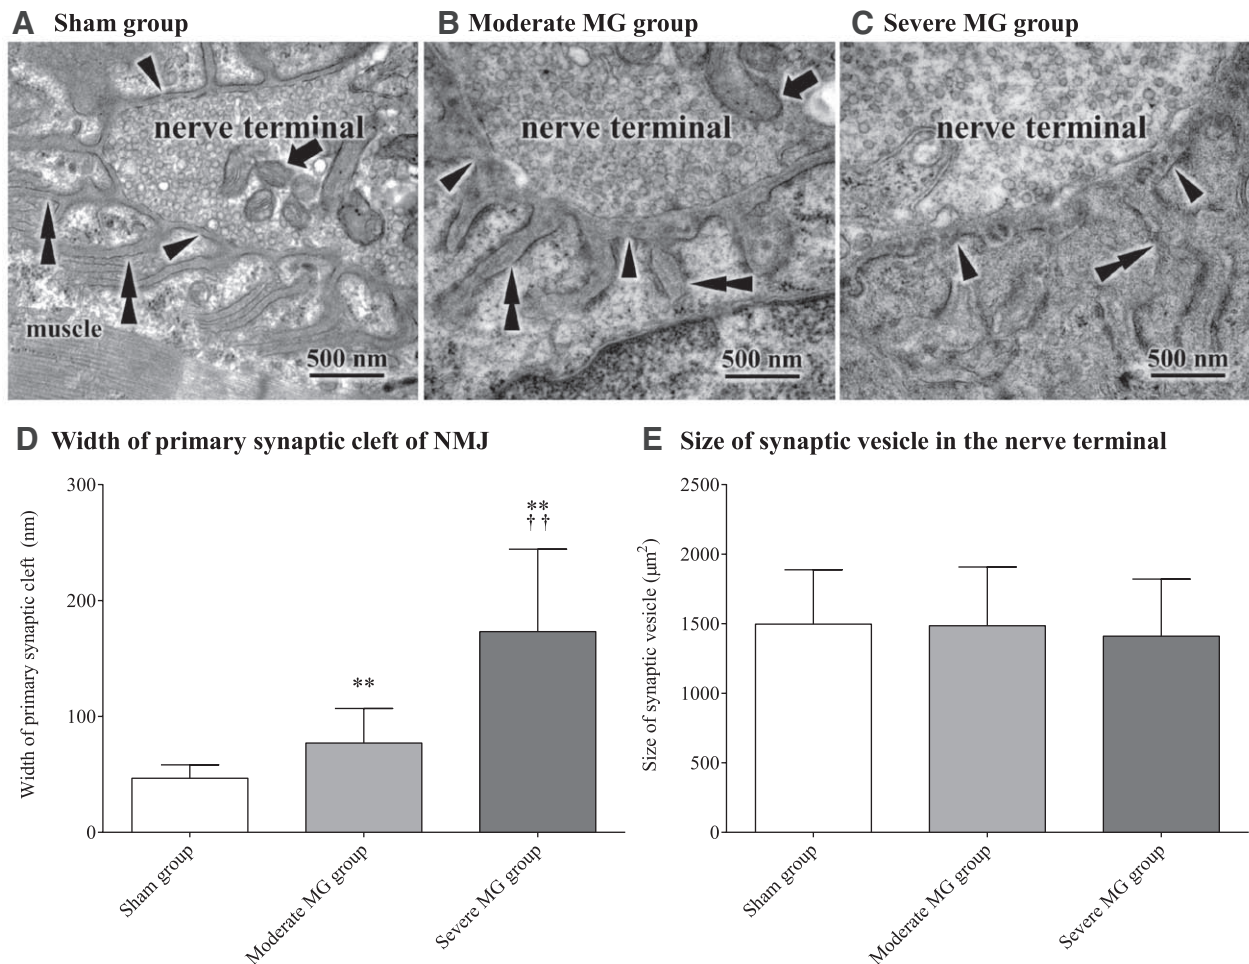 A Sham group
B Moderate MG group
C Severe MG group
nerve terminal
muscle
500 nm
nerve terminal
500 nm
nerve terminal
500 nm
D Width of primary synaptic cleft of NMJ
Width of primary synaptic cleft (nm)
300
200
100
0
**
**
††
Sham group
Moderate MG group
Severe MG group
E Size of synaptic vesicle in the nerve terminal
Size of synaptic vesicle (μm²)
2500
2000
1500
1000
500
0
Sham group
Moderate MG group
Severe MG group